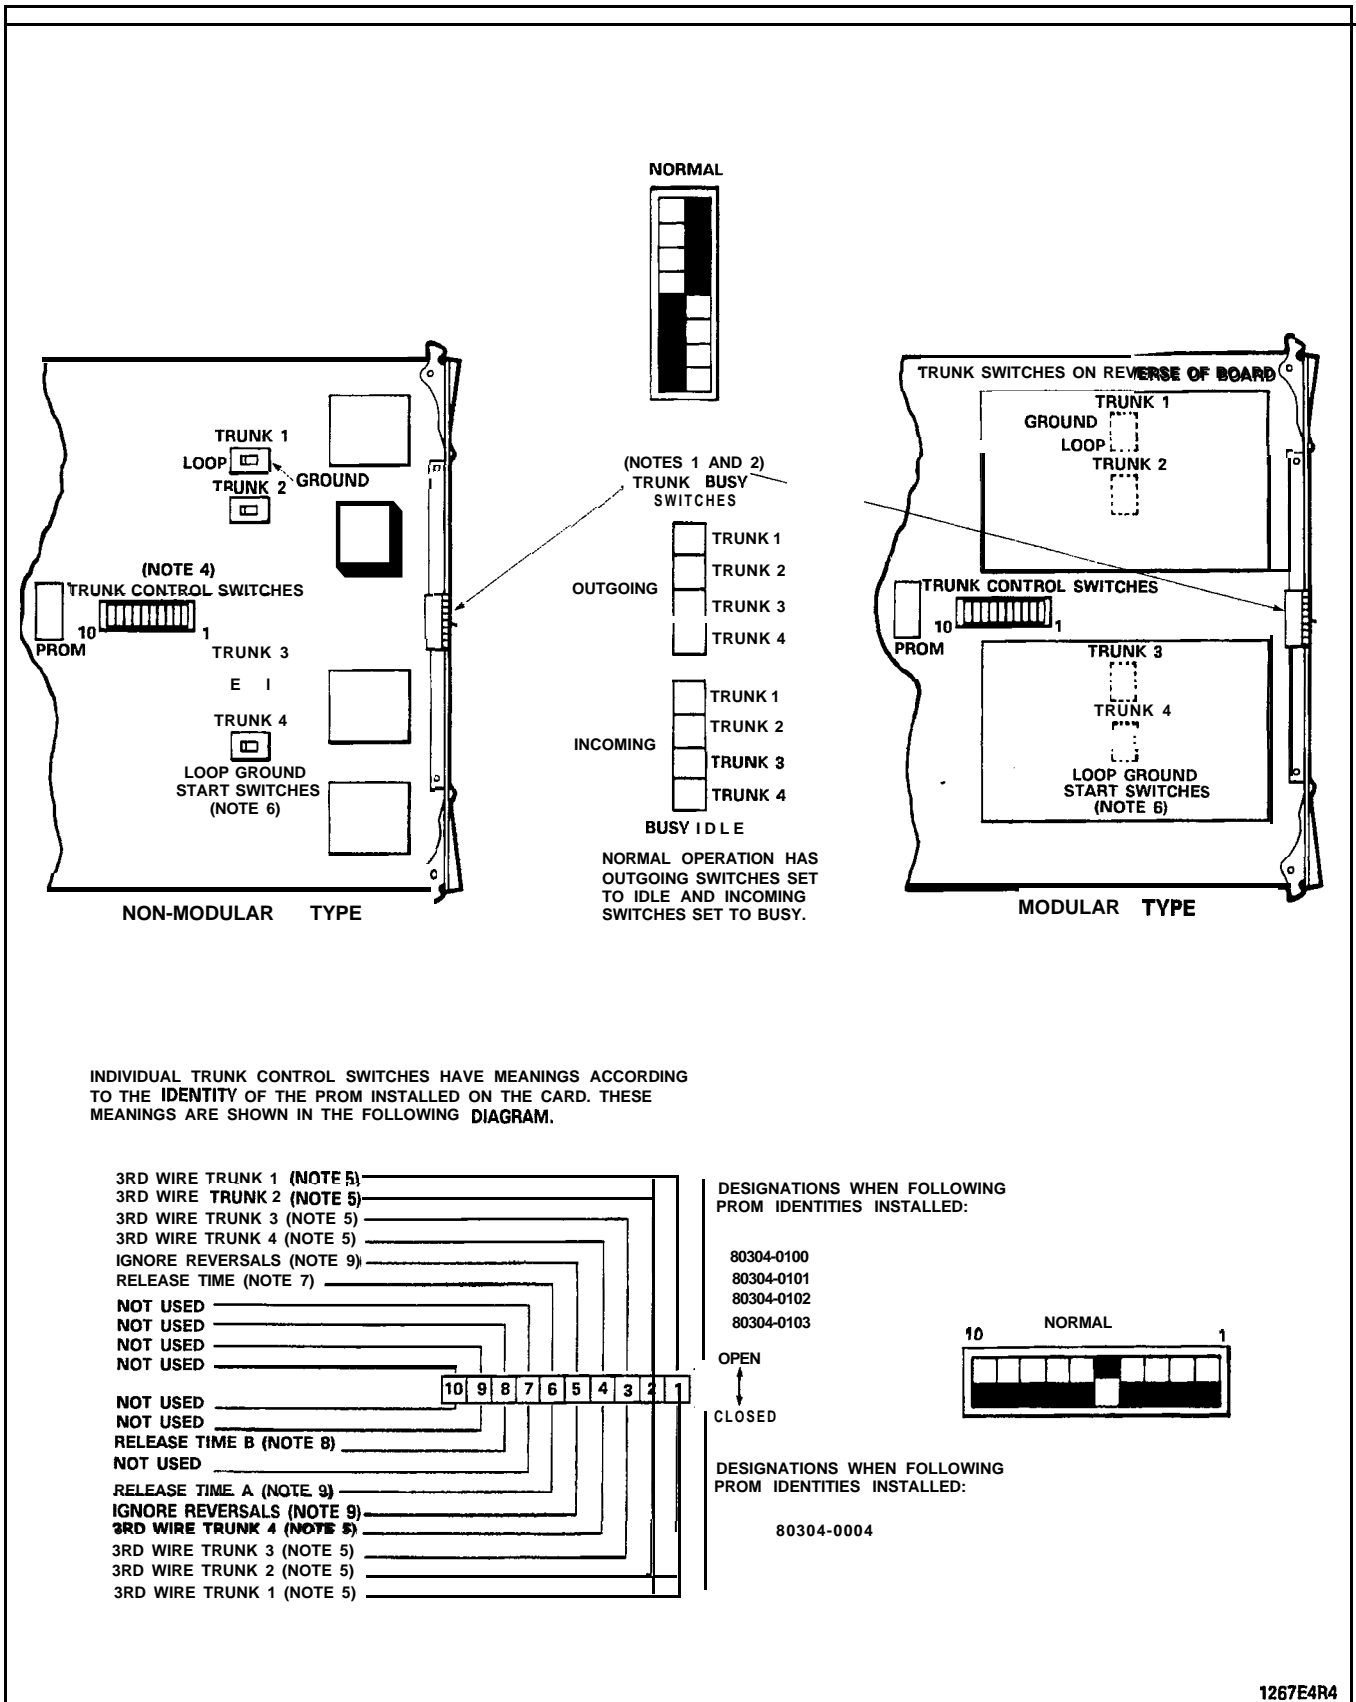 NORMAL
TRUNK 1
LOOP
GROUND
TRUNK 2
(NOTE 4)
TRUNK CONTROL SWITCHES
10
1
PROM
TRUNK 3
E I
TRUNK 4
LOOP GROUND
START SWITCHES
(NOTE 6)
NON-MODULAR TYPE
(NOTES 1 AND 2)
TRUNK BUSY
SWITCHES
OUTGOING
TRUNK 1
TRUNK 2
TRUNK 3
TRUNK 4
INCOMING
TRUNK 1
TRUNK 2
TRUNK 3
TRUNK 4
BUSY IDLE
NORMAL OPERATION HAS
OUTGOING SWITCHES SET
TO IDLE AND INCOMING
SWITCHES SET TO BUSY.
TRUNK SWITCHES ON REVERSE OF BOARD
TRUNK 1
GROUND
LOOP
TRUNK 2
TRUNK CONTROL SWITCHES
10
1
PROM
TRUNK 3
TRUNK 4
LOOP GROUND
START SWITCHES
(NOTE 6)
MODULAR TYPE
INDIVIDUAL TRUNK CONTROL SWITCHES HAVE MEANINGS ACCORDING
TO THE IDENTITY OF THE PROM INSTALLED ON THE CARD. THESE
MEANINGS ARE SHOWN IN THE FOLLOWING DIAGRAM.
3RD WIRE TRUNK 1 (NOTE 5)
3RD WIRE TRUNK 2 (NOTE 5)
3RD WIRE TRUNK 3 (NOTE 5)
3RD WIRE TRUNK 4 (NOTE 5)
IGNORE REVERSALS (NOTE 9)
RELEASE TIME (NOTE 7)
NOT USED
NOT USED
NOT USED
NOT USED
10 9 8 7 6 5 4 3 2 1
NOT USED
NOT USED
RELEASE TIME B (NOTE 8)
NOT USED
RELEASE TIME A (NOTE 9)
IGNORE REVERSALS (NOTE 9)
3RD WIRE TRUNK 4 (NOTE 5)
3RD WIRE TRUNK 3 (NOTE 5)
3RD WIRE TRUNK 2 (NOTE 5)
3RD WIRE TRUNK 1 (NOTE 5)
DESIGNATIONS WHEN FOLLOWING
PROM IDENTITIES INSTALLED:
80304-0100
80304-0101
80304-0102
80304-0103
OPEN
CLOSED
DESIGNATIONS WHEN FOLLOWING
PROM IDENTITIES INSTALLED:
80304-0004
NORMAL
10
1
1267E4R4